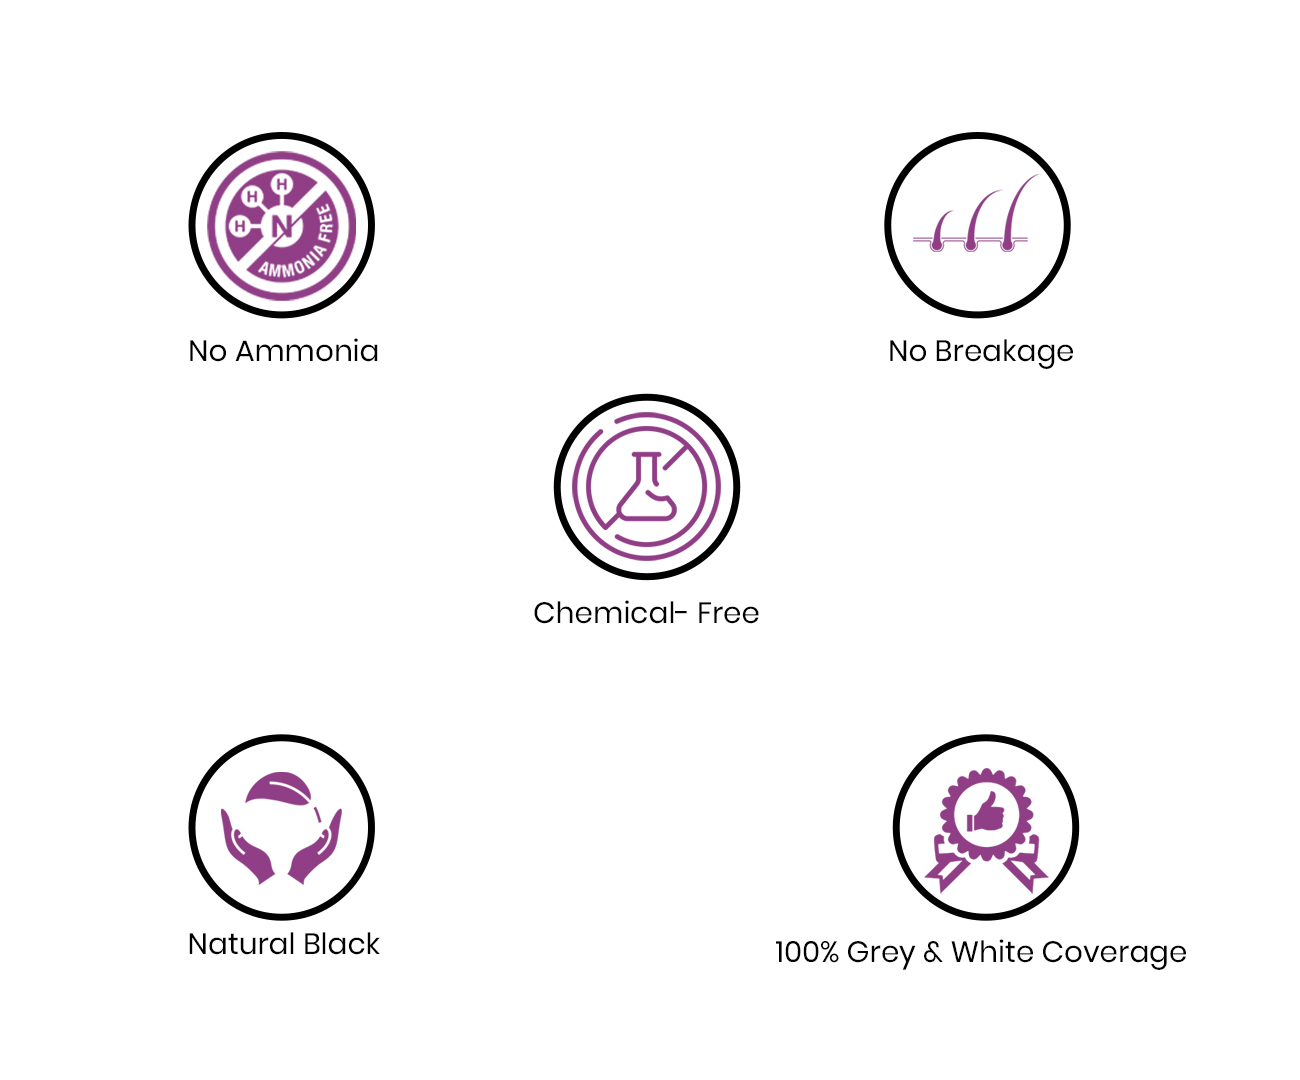 H
H
H
N
AMMONIA FREE
No Ammonia
No Breakage
Chemical- Free
Natural Black
100% Grey & White Coverage